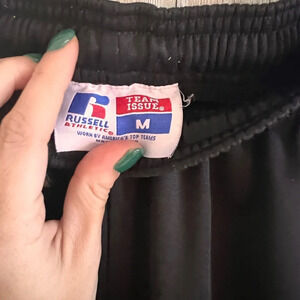 TEAM
ISSUE
R
RUSSELL
ATHLETIC
M
WORN BY AMERICA'S TOP TEAMS